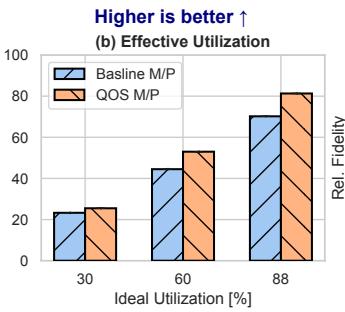 Higher is better ↑
(b) Effective Utilization
100
80
60
40
20
0
Basline M/P
QOS M/P
Rel. Fidelity
30 60 88
Ideal Utilization [%]